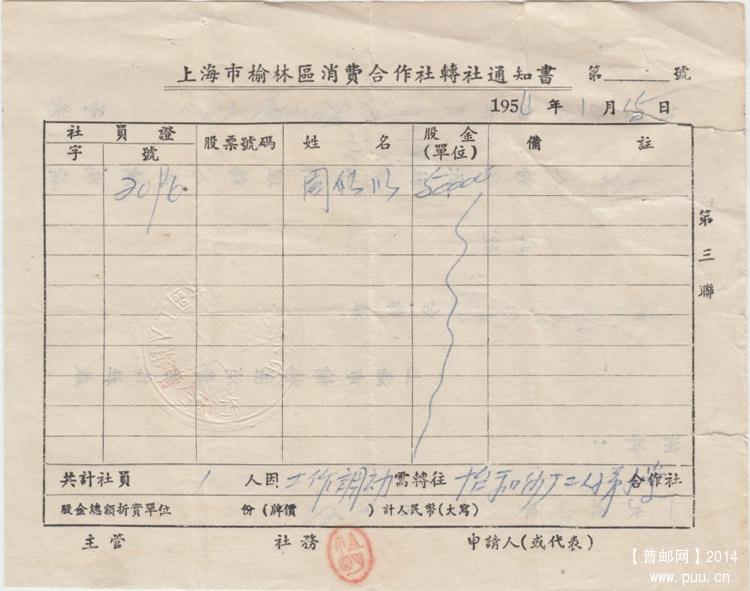 上海市榆林區消費合作社轉社通知書 第 號
1954 年 1 月 15 日
社員證 股票號碼 姓名 股金(單位) 備註
字 號
周 50000
第三聯
共計社員 1 人因 工作調动 需轉往 合作社
股金總額折實單位 份(牌價 )計人民幣(大寫)
主管 社務 申請人(或代表)
【普邮网】2014
www.puu.cn